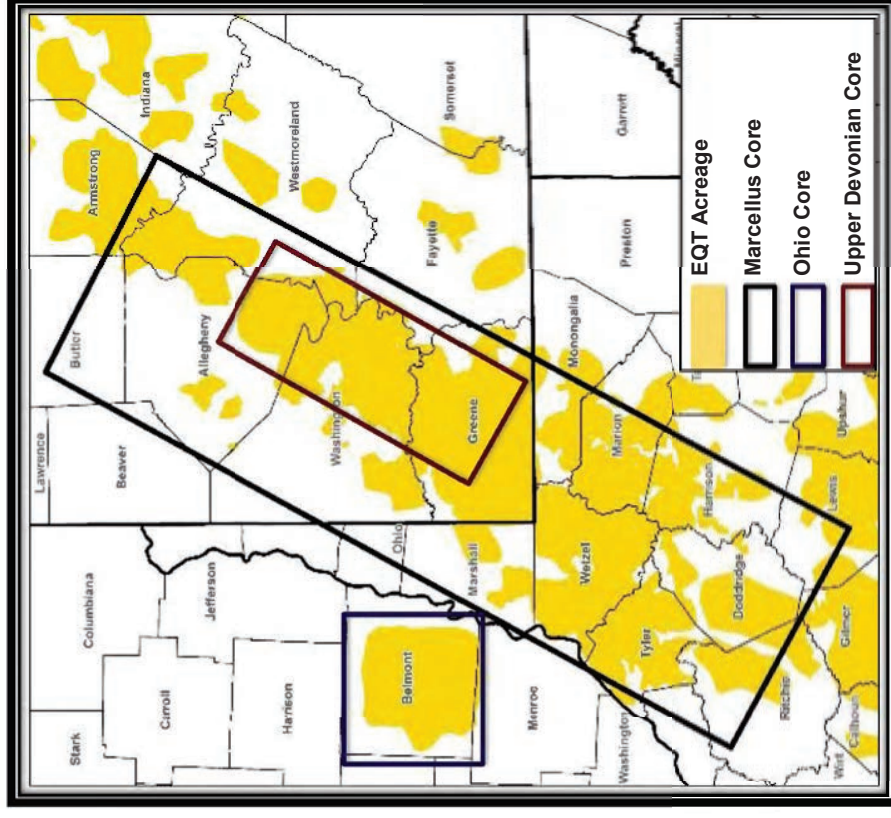 Stark
Columbiana
Lawrence
Butler
Armstrong
Indiana
Carroll
Jefferson
Beaver
Allegheny
Harrison
Westmoreland
Washington
Ohio
Belmont
Fayette
Somerset
Marshall
Greene
Monroe
Wetzel
Monongalia
Preston
Garrett
Mineral
Washington
Tyler
Marion
Doddridge
Harrison
Ritchie
Lewis
Upshur
Wirt
Calhoun
Gilmer
EQT Acreage
Marcellus Core
Ohio Core
Upper Devonian Core